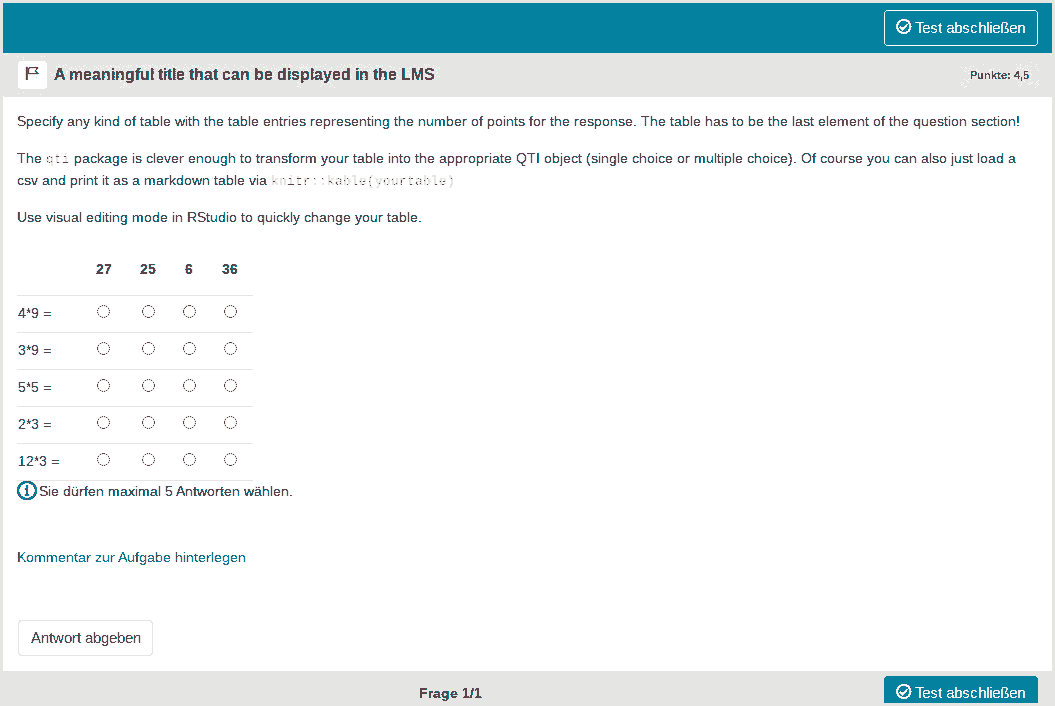 Test abschließen
A meaningful title that can be displayed in the LMS
Punkte: 4,5
Specify any kind of table with the table entries representing the number of points for the response. The table has to be the last element of the question section!
The qti package is clever enough to transform your table into the appropriate QTI object (single choice or multiple choice). Of course you can also just load a
csv and print it as a markdown table via knitr::kable(yourtable)
Use visual editing mode in RStudio to quickly change your table.
27 25 6 36
4*9 =
3*9 =
5*5 =
2*3 =
12*3 =
Sie dürfen maximal 5 Antworten wählen.
Kommentar zur Aufgabe hinterlegen
Antwort abgeben
Frage 1/1
Test abschließen